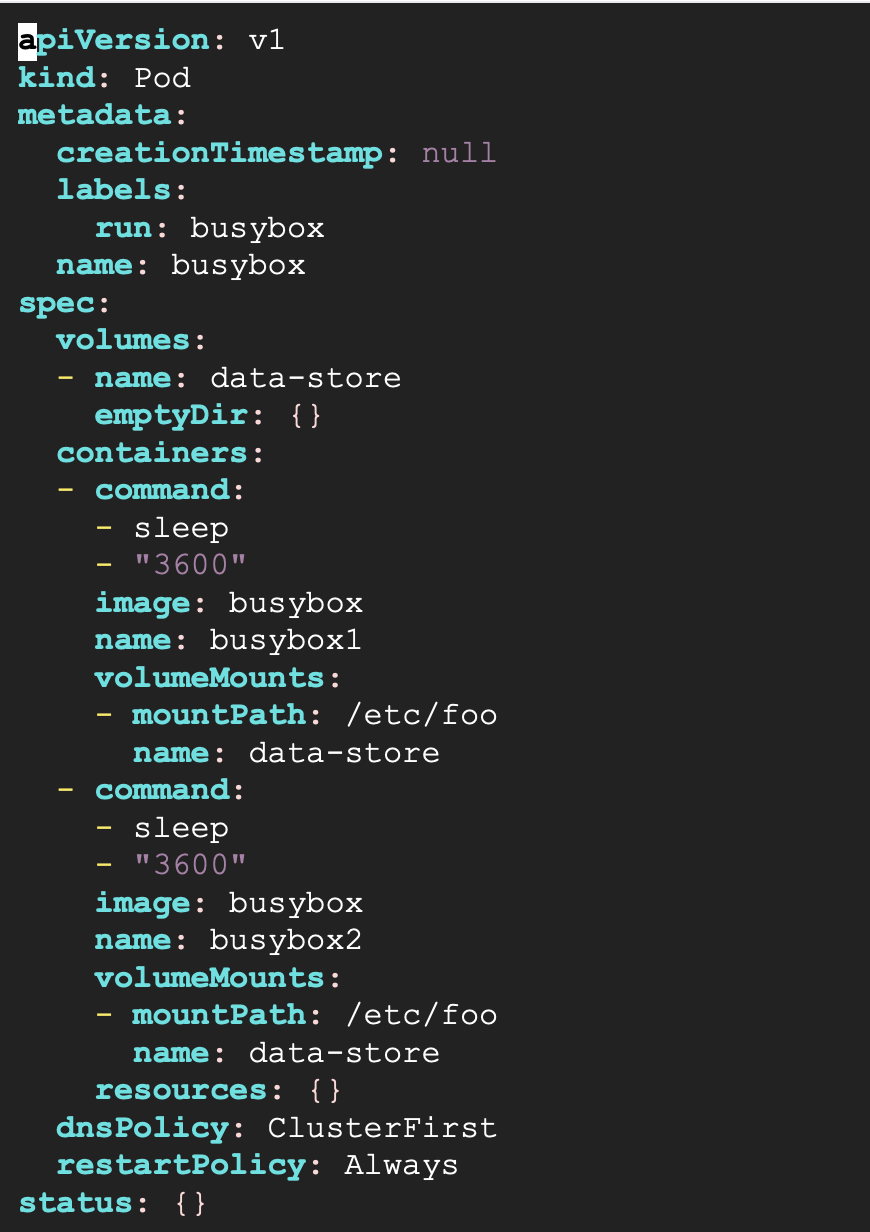 apiVersion: v1
kind: Pod
metadata:
  creationTimestamp: null
  labels:
    run: busybox
  name: busybox
spec:
  volumes:
  - name: data-store
    emptyDir: {}
  containers:
  - command:
    - sleep
    - "3600"
    image: busybox
    name: busybox1
    volumeMounts:
    - mountPath: /etc/foo
      name: data-store
  - command:
    - sleep
    - "3600"
    image: busybox
    name: busybox2
    volumeMounts:
    - mountPath: /etc/foo
      name: data-store
    resources: {}
  dnsPolicy: ClusterFirst
  restartPolicy: Always
status: {}